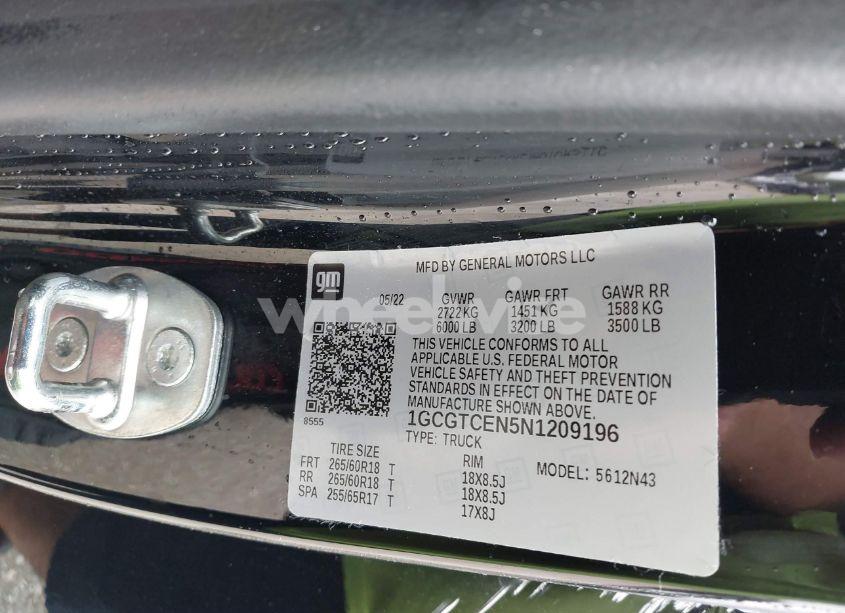 MFD BY GENERAL MOTORS LLC
gm
05/22 GVWR GAWR FRT GAWR RR
2722KG 1451 KG 1588 KG
6000 LB 3200 LB 3500 LB
THIS VEHICLE CONFORMS TO ALL
APPLICABLE U.S. FEDERAL MOTOR
VEHICLE SAFETY AND THEFT PREVENTION
STANDARDS IN EFFECT ON THE DATE OF
MANUFACTURE SHOWN ABOVE.
8555
1GCGTCEN5N1209196
TYPE: TRUCK
TIRE SIZE RIM MODEL: 5612N43
FRT 265/60R18 T 18X8.5J
RR 265/60R18 T 18X8.5J
SPA 255/65R17 T 17X8J